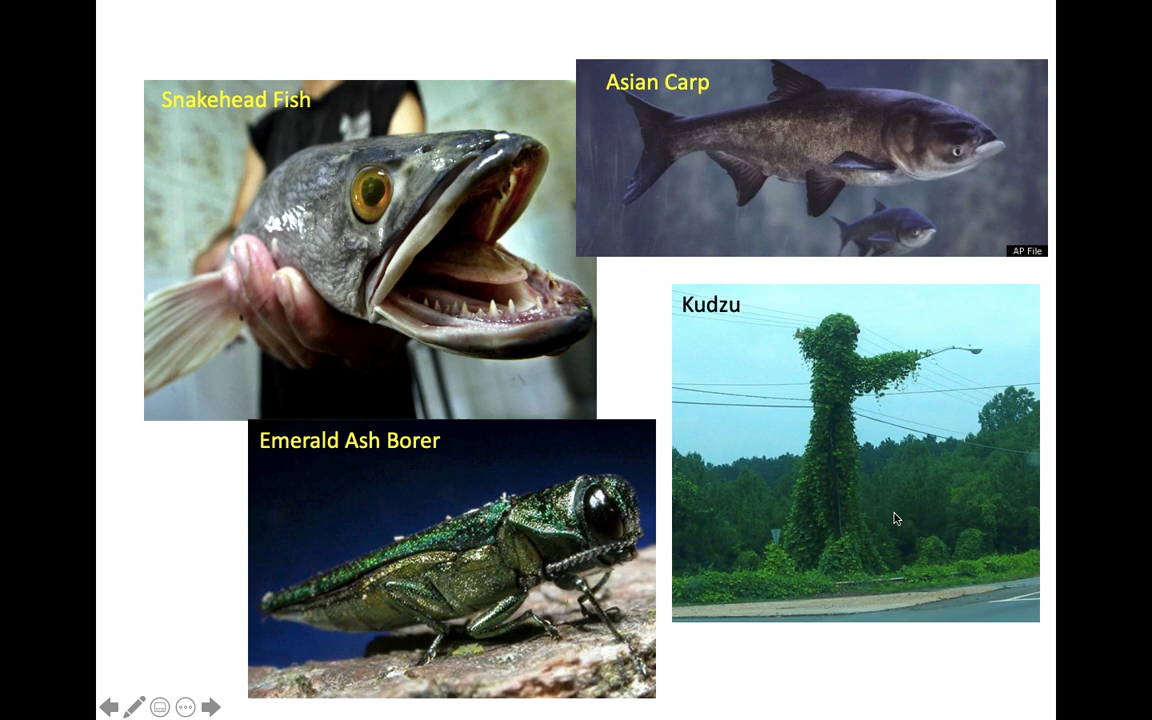 Snakehead Fish
Asian Carp
AP File
Kudzu
Emerald Ash Borer